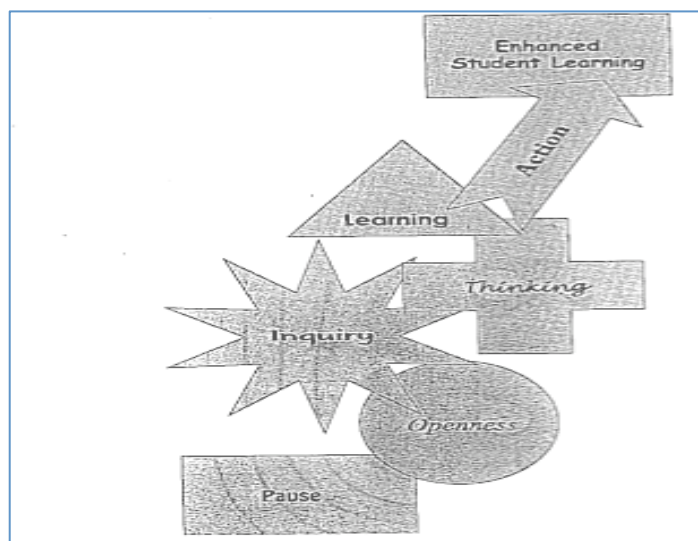 Enhanced
Student Learning
Action
Learning
Thinking
Inquiry
Openness
Pause